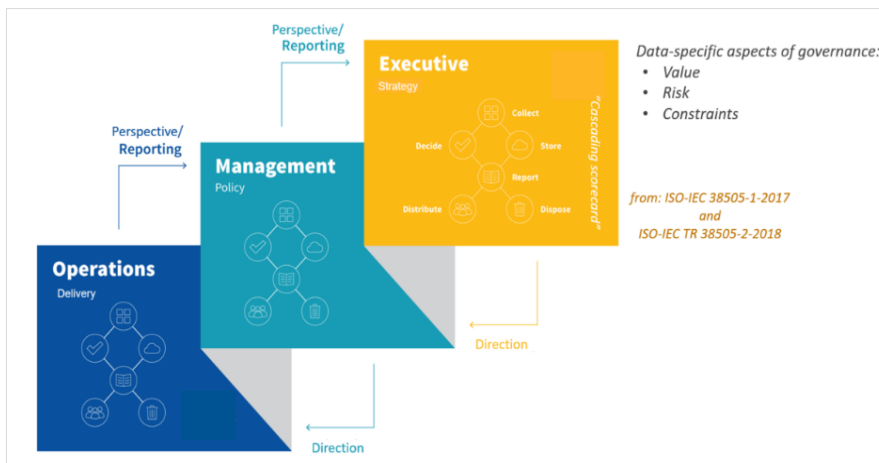 Perspective/
Reporting
Executive
Strategy
Collect
Decide
Store
Report
Distribute
Dispose
"Cascading scorecard"
Data-specific aspects of governance:
• Value
• Risk
• Constraints
from: ISO-IEC 38505-1-2017
and
ISO-IEC TR 38505-2-2018
Perspective/
Reporting
Management
Policy
Operations
Delivery
Direction
Direction